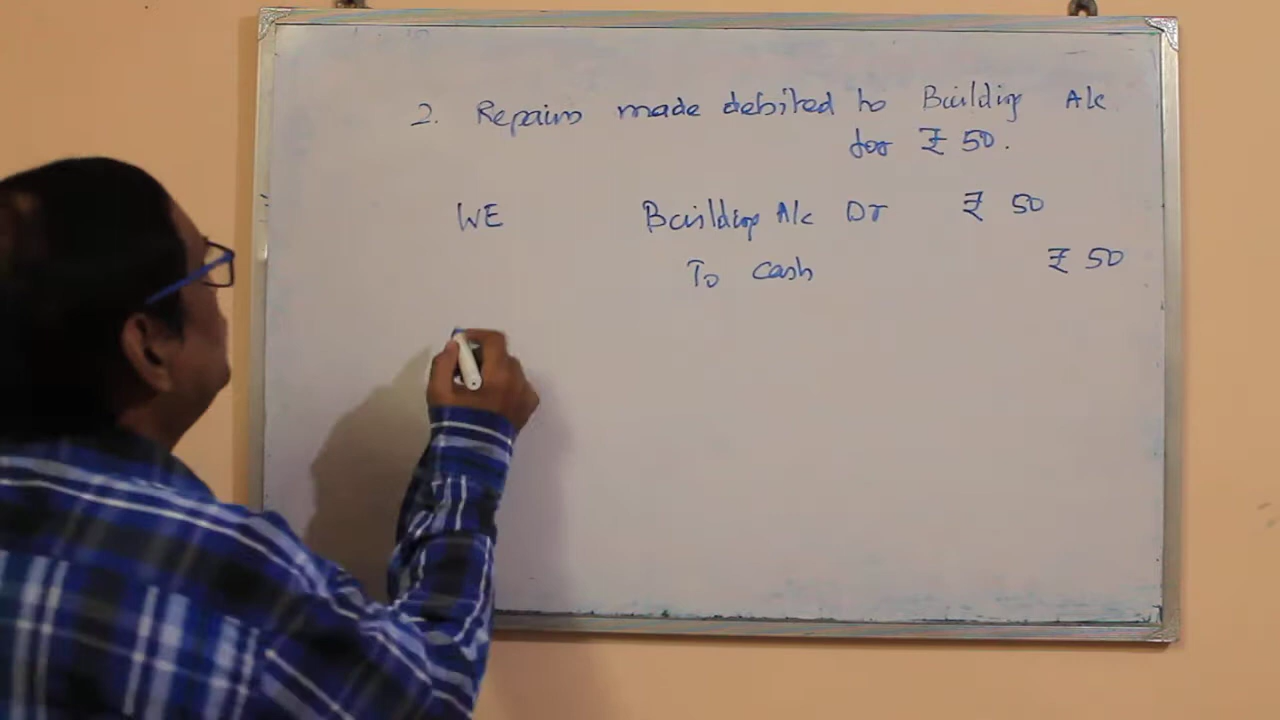 2. Repairs made debited to Building A/c
for ₹ 50.
WE Building A/c Dr ₹ 50
To cash ₹ 50